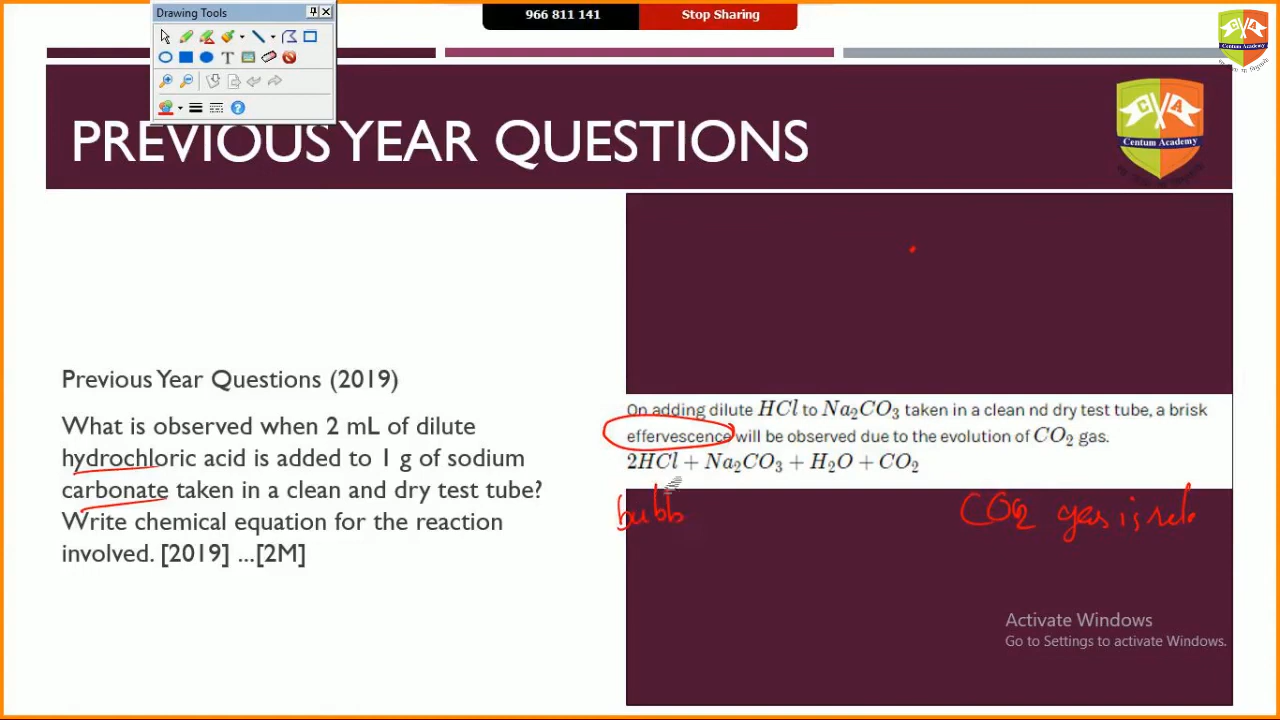 Drawing Tools
966 811 141 Stop Sharing
CA
Centum Academy
PREVIOUS YEAR QUESTIONS
CA
Centum Academy
Previous Year Questions (2019)
What is observed when 2 mL of dilute
hydrochloric acid is added to 1 g of sodium
carbonate taken in a clean and dry test tube?
Write chemical equation for the reaction
involved. [2019] ...[2M]
On adding dilute HCl to Na₂CO₃ taken in a clean nd dry test tube, a brisk
effervescence will be observed due to the evolution of CO₂ gas.
2HCl + Na₂CO₃ + H₂O + CO₂
bubb
CO2 gas is rele
Activate Windows
Go to Settings to activate Windows.